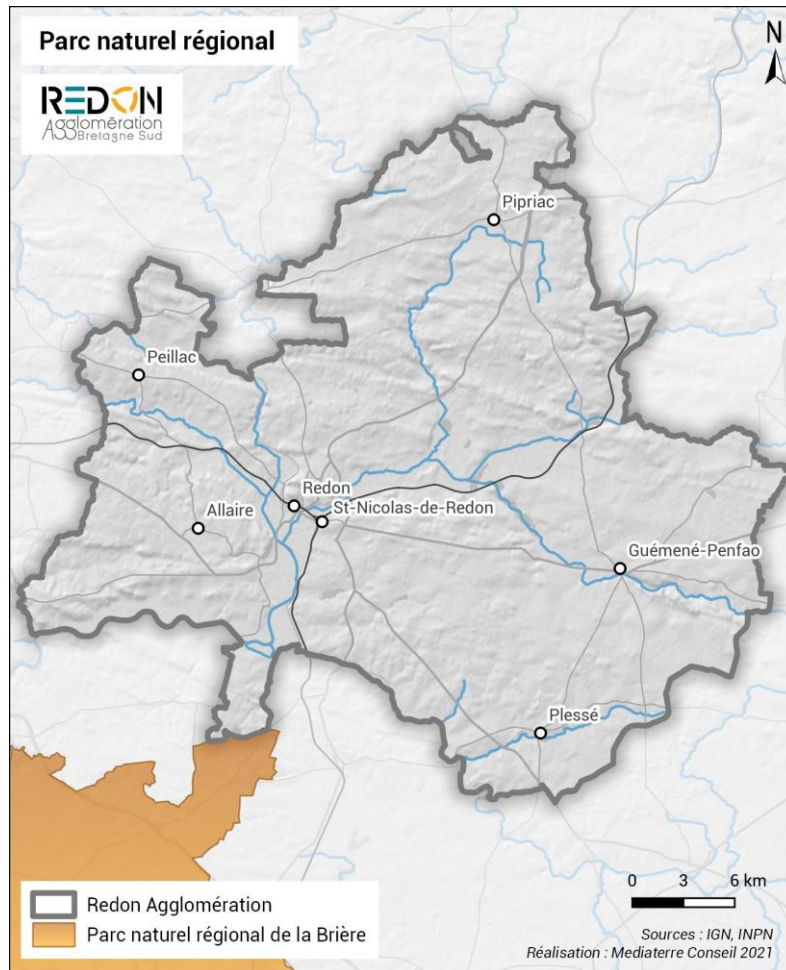 Parc naturel régional
N
REDON
Agglomération
Bretagne Sud
Pipriac
Peillac
Redon
St-Nicolas-de-Redon
Allaire
Guémené-Penfao
Plessé
0 3 6 km
Redon Agglomération
Parc naturel régional de la Brière
Sources : IGN, INPN
Réalisation : Mediaterre Conseil 2021